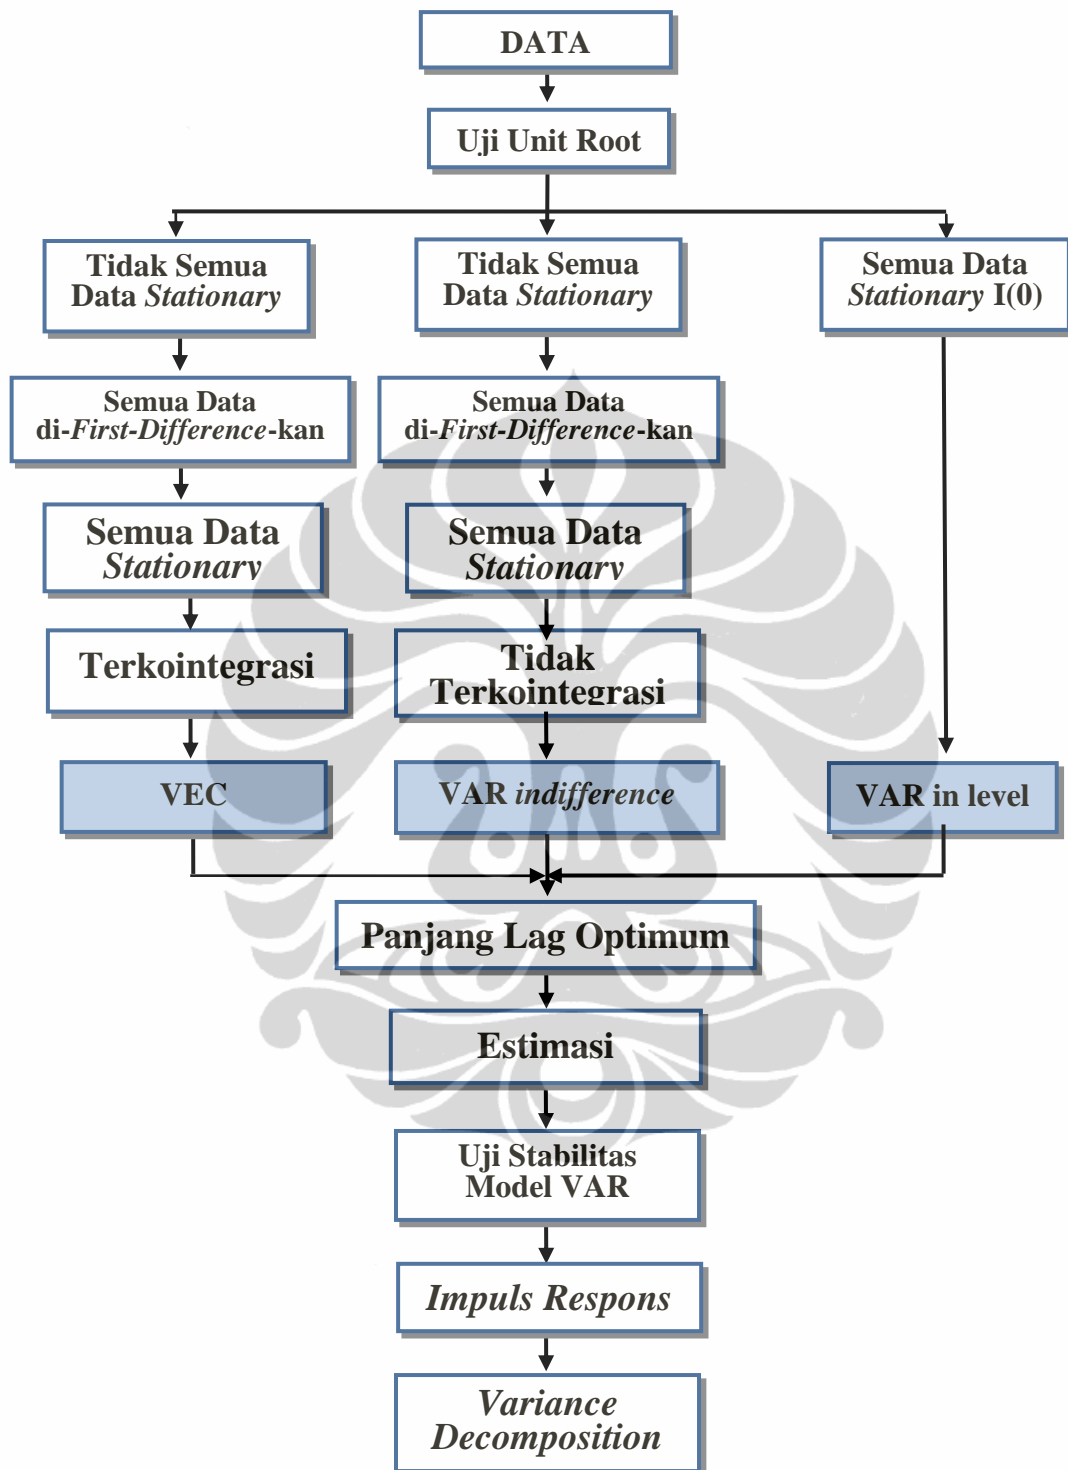 DATA
Uji Unit Root
Tidak Semua
Data Stationary
Tidak Semua
Data Stationary
Semua Data
Stationary I(0)
Semua Data
di-First-Difference-kan
Semua Data
di-First-Difference-kan
Semua Data
Stationary
Semua Data
Stationary
Terkointegrasi
Tidak
Terkointegrasi
VEC
VAR indifference
VAR in level
Panjang Lag Optimum
Estimasi
Uji Stabilitas
Model VAR
Impuls Respons
Variance
Decomposition